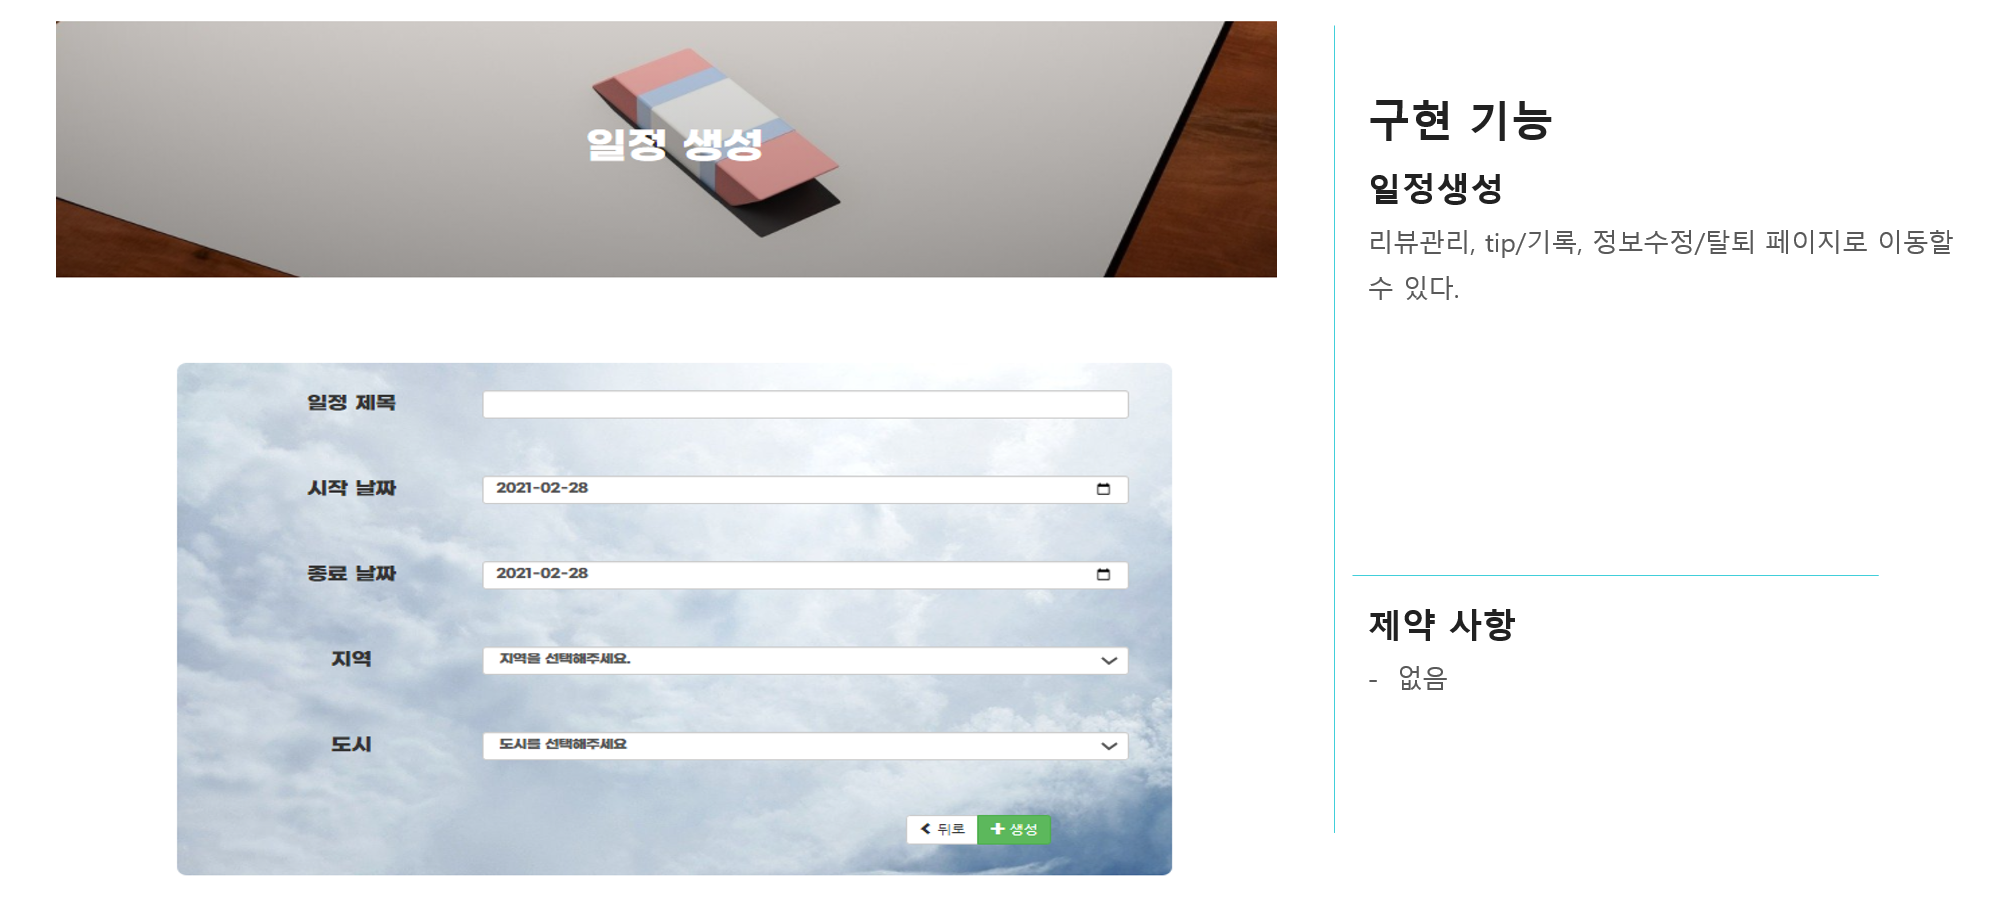 일정 생성
일정 제목
시작 날짜
2021-02-28
종료 날짜
2021-02-28
지역
지역을 선택해주세요.
도시
도시를 선택해주세요
뒤로
생성
구현 기능
일정생성
리뷰관리, tip/기록, 정보수정/탈퇴 페이지로 이동할
수 있다.
제약 사항
- 없음